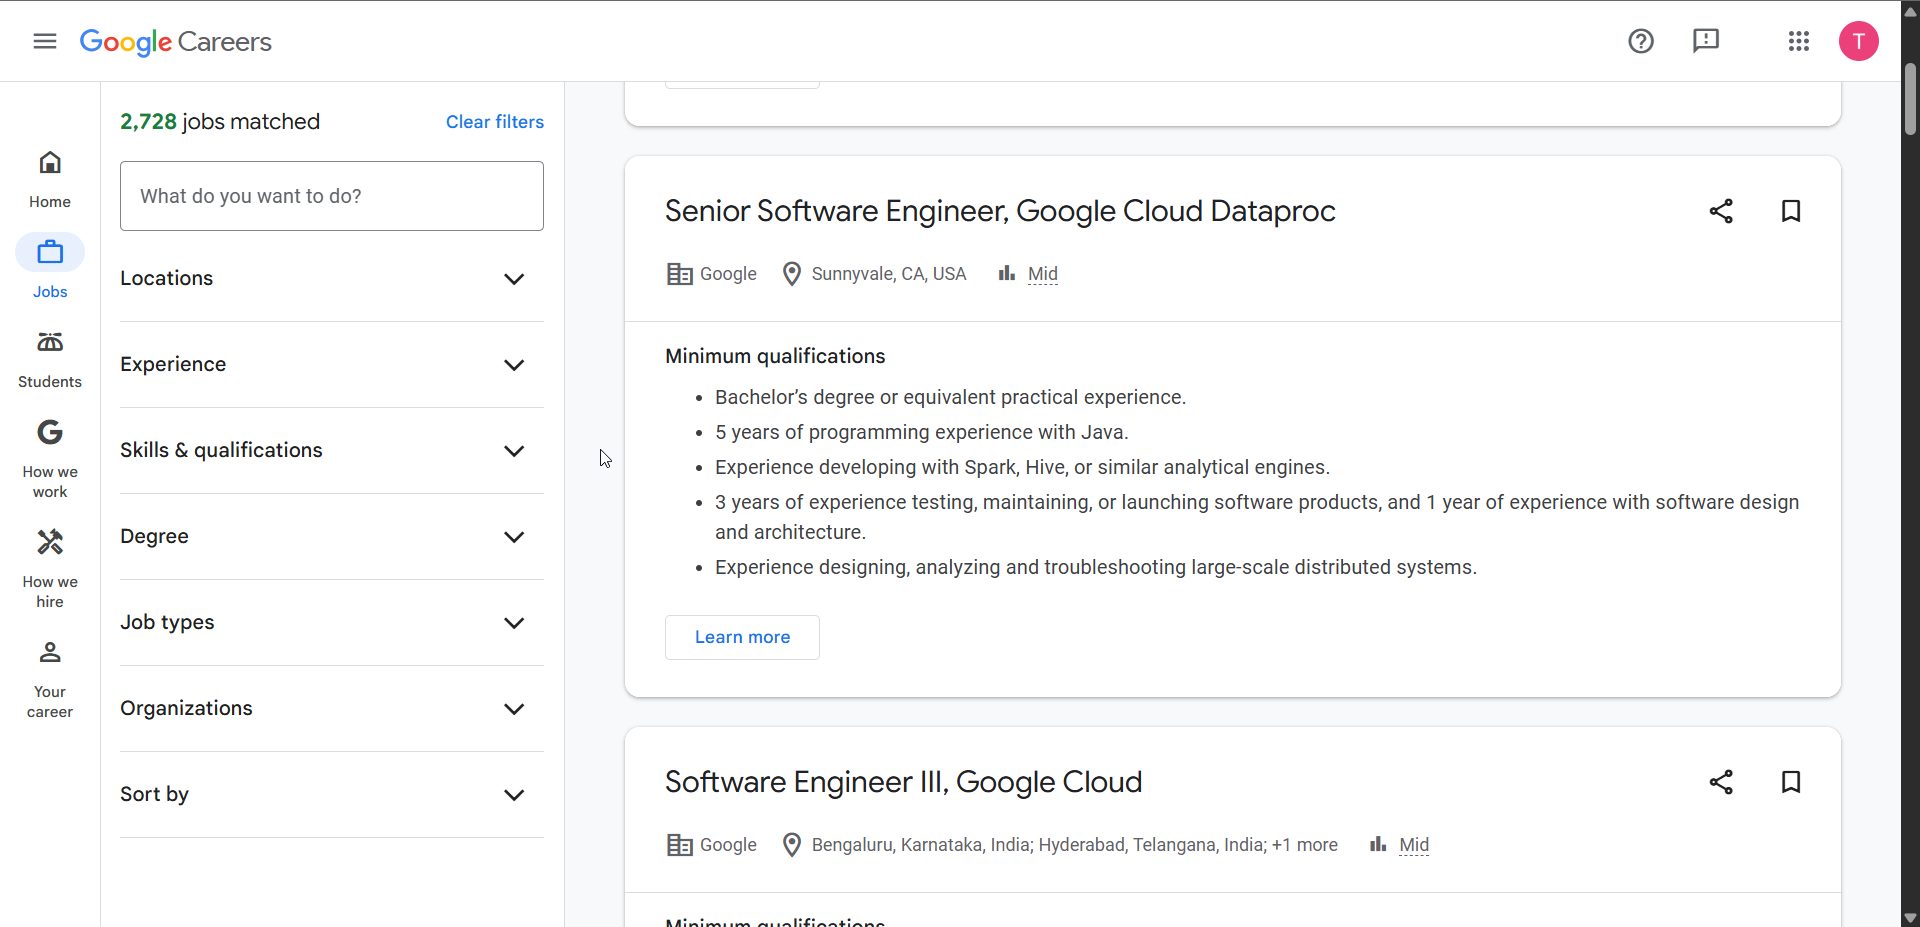 Google Careers
T
Home
Jobs
Students
How we
work
How we
hire
Your
career
2,728 jobs matched
Clear filters
What do you want to do?
Locations
Experience
Skills & qualifications
Degree
Job types
Organizations
Sort by
Senior Software Engineer, Google Cloud Dataproc
Google Sunnyvale, CA, USA Mid
Minimum qualifications
• Bachelor’s degree or equivalent practical experience.
• 5 years of programming experience with Java.
• Experience developing with Spark, Hive, or similar analytical engines.
• 3 years of experience testing, maintaining, or launching software products, and 1 year of experience with software design
and architecture.
• Experience designing, analyzing and troubleshooting large-scale distributed systems.
Learn more
Software Engineer III, Google Cloud
Google Bengaluru, Karnataka, India; Hyderabad, Telangana, India; +1 more Mid
Minimum qualifications